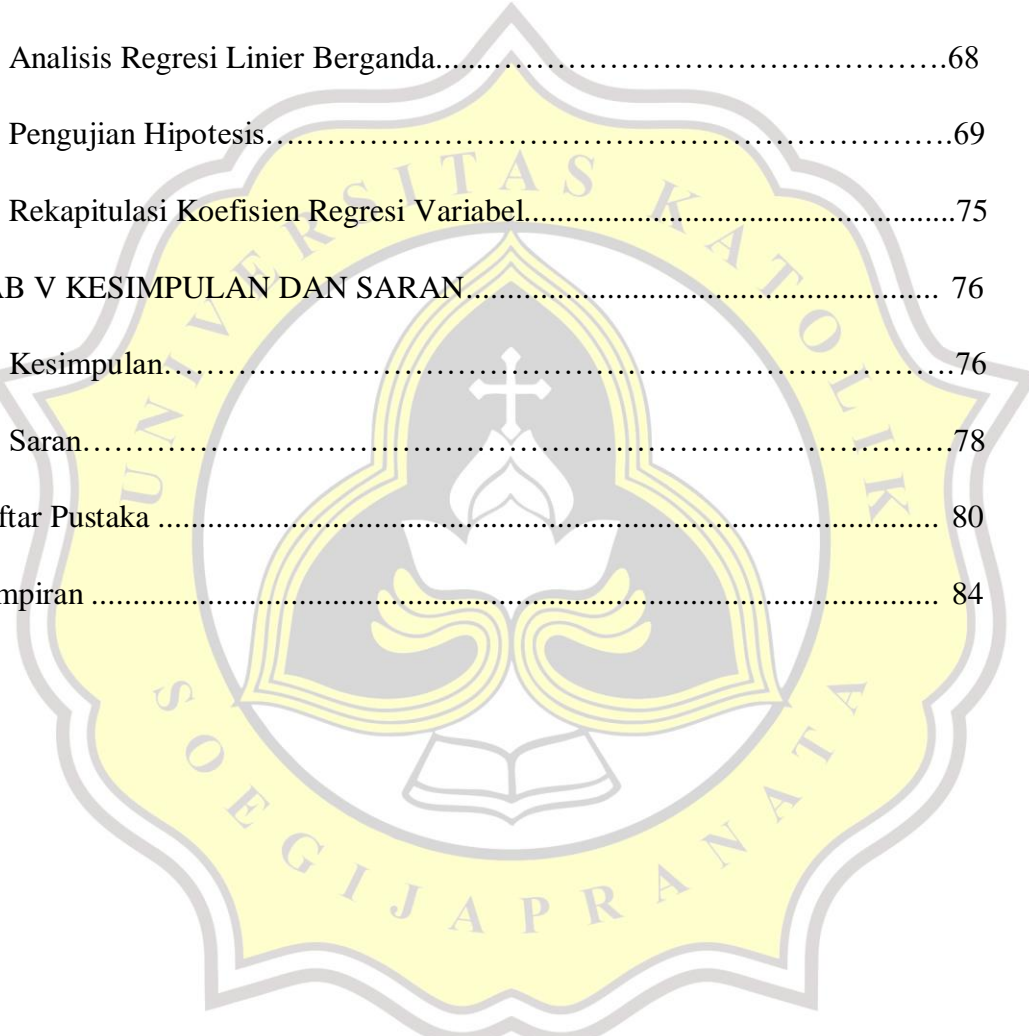 Analisis Regresi Linier Berganda.......……………………………………….68
Pengujian Hipotesis….……………………………………………………….69
Rekapitulasi Koefisien Regresi Variabel....................................................75
AB V KESIMPULAN DAN SARAN......................................................... 76
Kesimpulan……………………………………………………………….76
Saran……………………………………………………………………….78
ftar Pustaka .............................................................................................. 80
mpiran ...................................................................................................... 84
UNIVERSITAS KATOLIK
SOEGIJAPRANATA